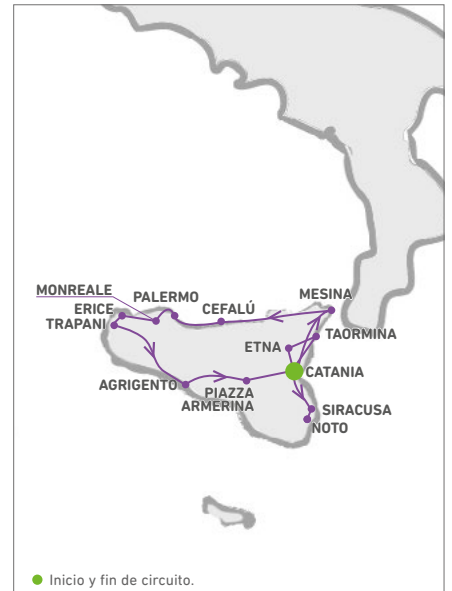 MONREALE
PALERMO
MESINA
ERICE
CEFALÚ
TRAPANI
TAORMINA
ETNA
CATANIA
AGRIGENTO
PIAZZA
ARMERINA
SIRACUSA
NOTO
Inicio y fin de circuito.